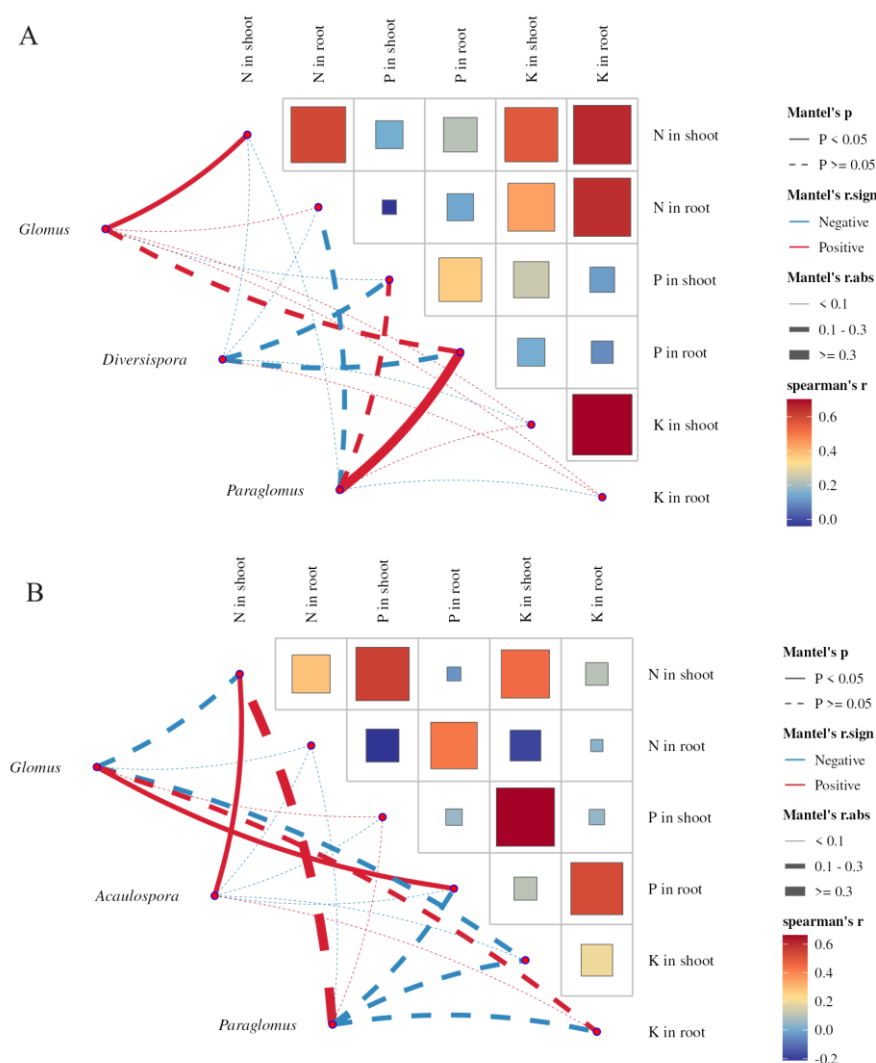 A
N in shoot
N in root
P in shoot
P in root
K in shoot
K in root
N in shoot
N in root
P in shoot
P in root
K in shoot
K in root
Glomus
Diversispora
Paraglomus
Mantel's p
P < 0.05
P >= 0.05
Mantel's r.sign
Negative
Positive
Mantel's r.abs
< 0.1
0.1 - 0.3
>= 0.3
spearman's r
0.6
0.4
0.2
0.0
B
N in shoot
N in root
P in shoot
P in root
K in shoot
K in root
N in shoot
N in root
P in shoot
P in root
K in shoot
K in root
Glomus
Acaulospora
Paraglomus
Mantel's p
P < 0.05
P >= 0.05
Mantel's r.sign
Negative
Positive
Mantel's r.abs
< 0.1
0.1 - 0.3
>= 0.3
spearman's r
0.6
0.4
0.2
0.0
-0.2